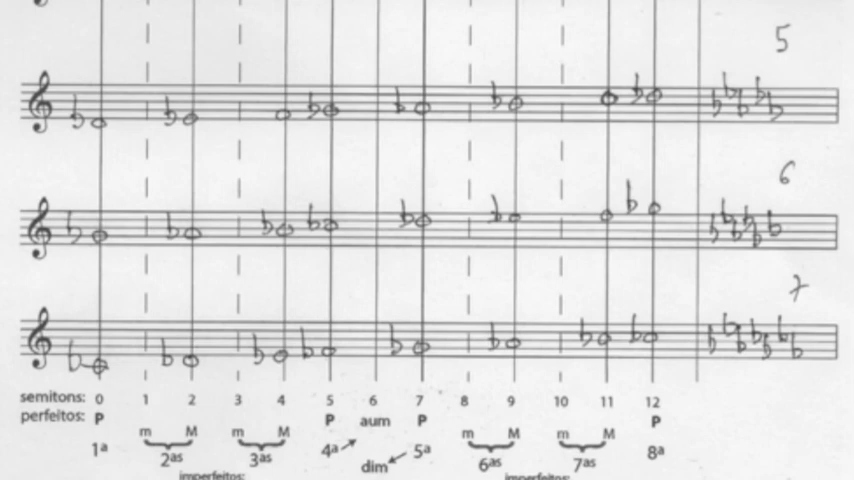 5
6
7
semitons: 0 1 2 3 4 5 6 7 8 9 10 11 12
perfeitos: P P aum P P
m M m M m M m M
1ª 2as 3as 4ª dim 5ª 6as 7as 8ª
imperfeitos: imperfeitos: